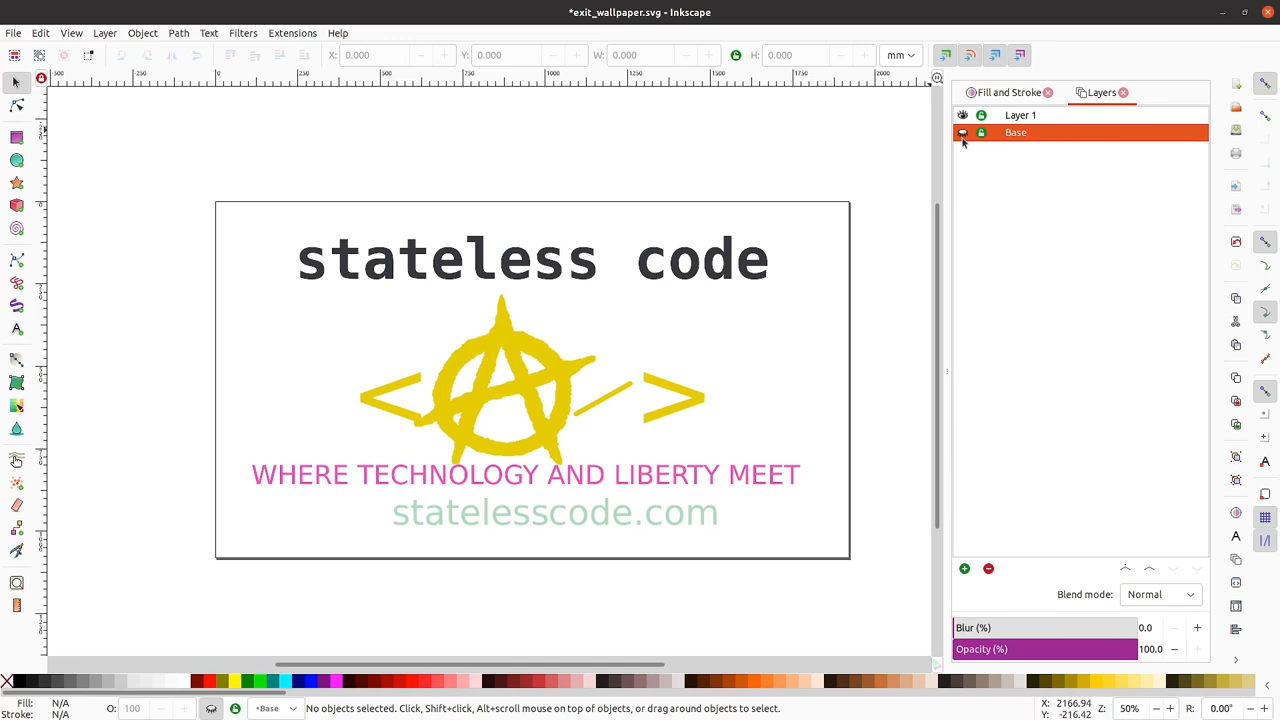 *exit_wallpaper.svg - Inkscape
File Edit View Layer Object Path Text Filters Extensions Help
X: 0.000 Y: 0.000 W: 0.000 H: 0.000 mm
Fill and Stroke Layers
Layer 1
Base
stateless code
< / >
WHERE TECHNOLOGY AND LIBERTY MEET
statelesscode.com
Blend mode: Normal
Blur (%) 0.0
Opacity (%) 100.0
Fill: N/A
Stroke: N/A
O: 100
•Base
No objects selected. Click, Shift+click, Alt+scroll mouse on top of objects, or drag around objects to select.
X: 2166.94
Y: -216.42
Z: 50%
R: 0.00°